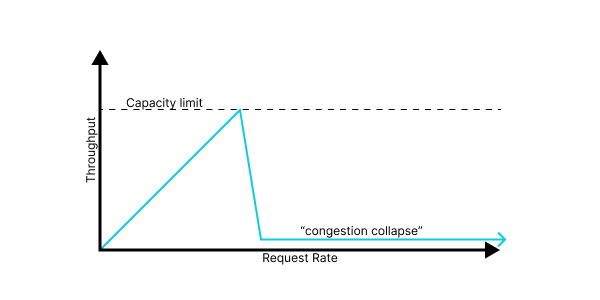 Capacity limit
Throughput
“congestion collapse”
Request Rate